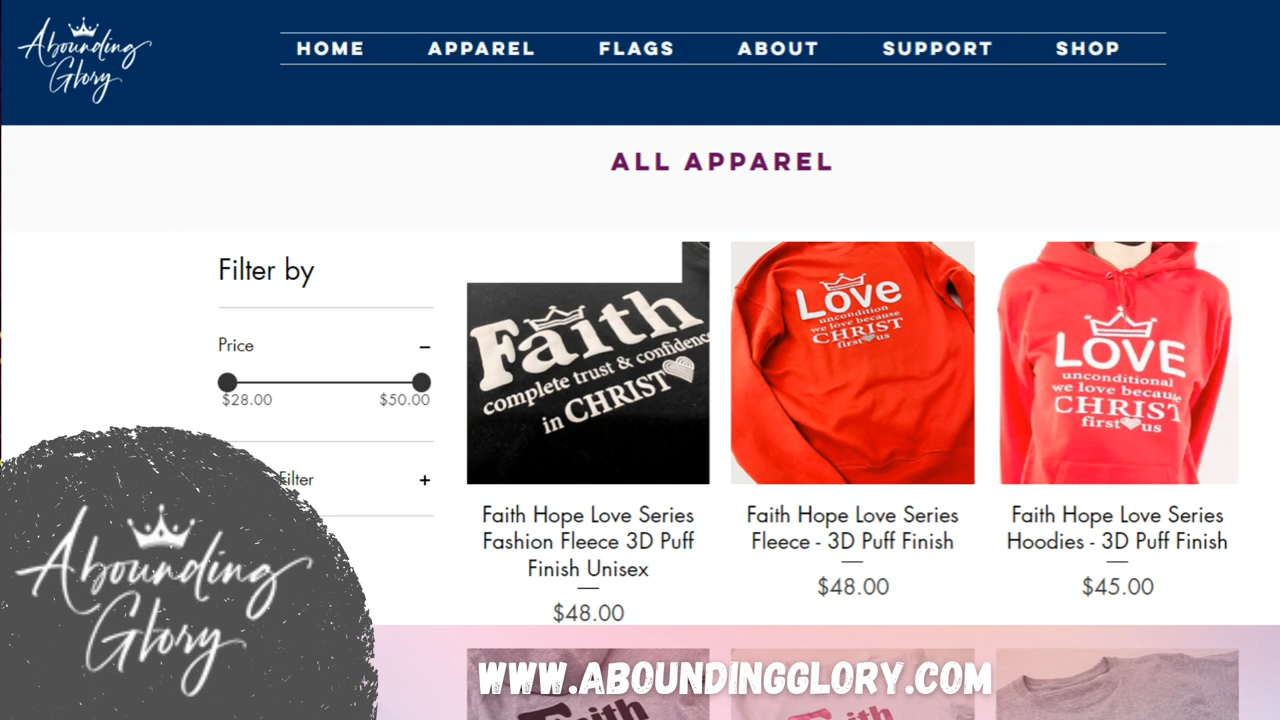 Abounding
Glory
HOME APPAREL FLAGS ABOUT SUPPORT SHOP
ALL APPAREL
Filter by
Price −
$28.00 $50.00
Filter +
Faith
complete trust & confidenc
in CHRIST
Love
uncondition
we love because
CHRIST
first us
LOVE
unconditional
we love because
CHRIST
first us
Faith Hope Love Series
Fashion Fleece 3D Puff
Finish Unisex
$48.00
Faith Hope Love Series
Fleece - 3D Puff Finish
$48.00
Faith Hope Love Series
Hoodies - 3D Puff Finish
$45.00
Abounding
Glory
Faith
Faith
WWW.ABOUNDINGGLORY.COM